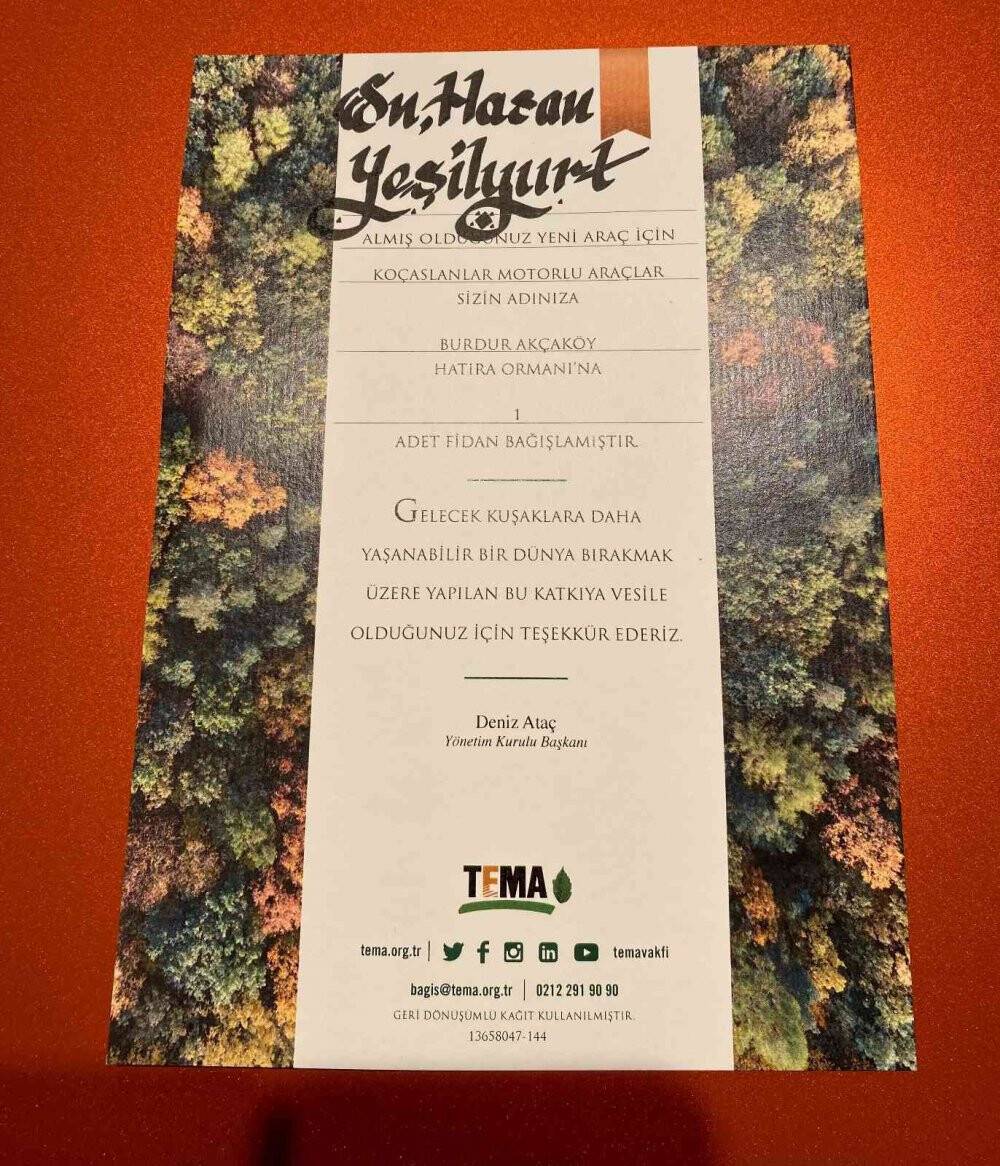 Sn, Hasan
Yeşilyurt
ALMIŞ OLDUĞUNUZ YENİ ARAÇ İÇİN
KOÇASLANLAR MOTORLU ARAÇLAR
SİZİN ADINIZA
BURDUR AKÇAKÖY
HATIRA ORMANI'NA
1
ADET FİDAN BAĞIŞLAMIŞTIR.
GELECEK KUŞAKLARA DAHA
YAŞANABİLİR BİR DÜNYA BIRAKMAK
ÜZERE YAPILAN BU KATKIYA VESİLE
OLDUĞUNUZ İÇİN TEŞEKKÜR EDERİZ.
Deniz Ataç
Yönetim Kurulu Başkanı
TEMA
tema.org.tr | temavakfi
bagis@tema.org.tr | 0212 291 90 90
GERİ DÖNÜŞÜMLÜ KAĞIT KULLANILMIŞTIR.
13658047-144